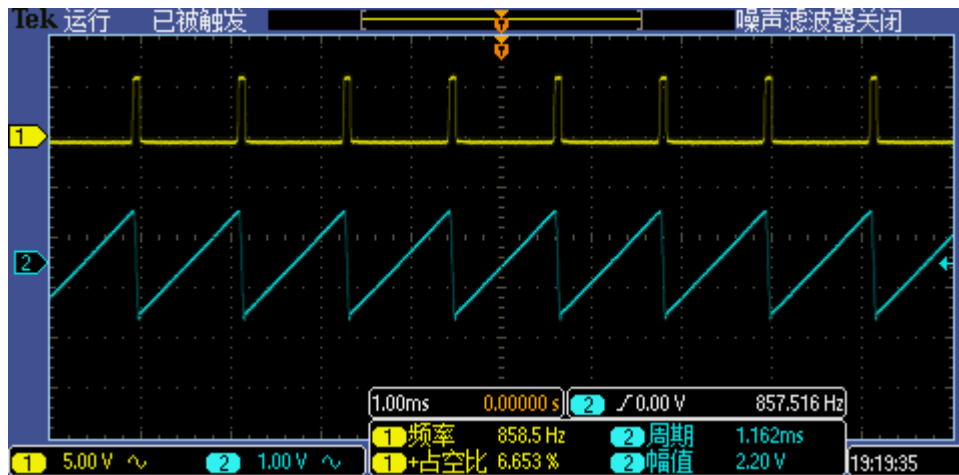 Tek 运行 已被触发 噪声滤波器关闭
1
2
1.00ms 0.00000 s 2 0.00 V 857.516 Hz
1 频率 858.5 Hz 2 周期 1.162ms
1 5.00 V 2 1.00 V 1 +占空比 6.653 % 2 幅值 2.20 V 19:19:35